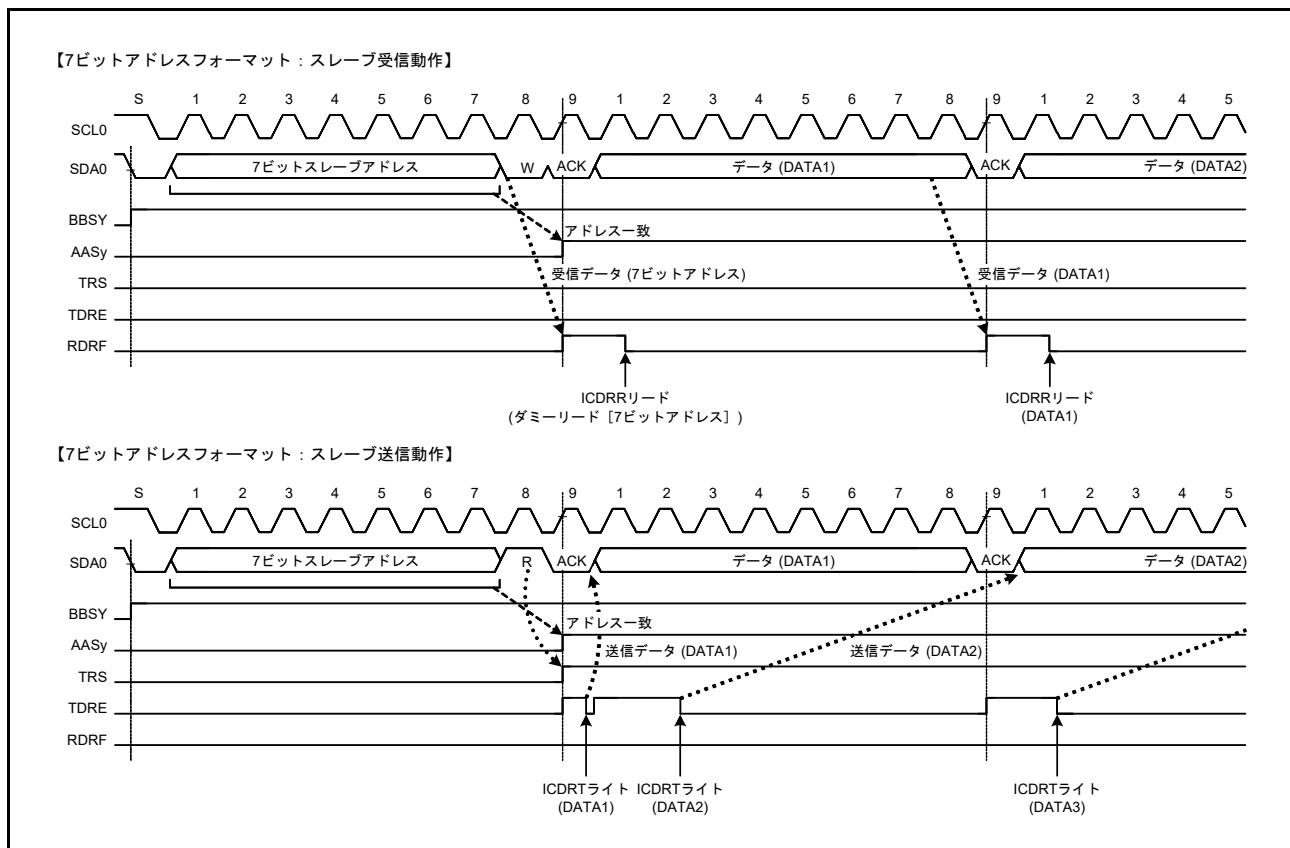 【7ビットアドレスフォーマット：スレーブ受信動作】
S 1 2 3 4 5 6 7 8 9 1 2 3 4 5 6 7 8 9 1 2 3 4 5
SCL0
SDA0 7ビットスレーブアドレス W ACK データ (DATA1) ACK データ (DATA2)
BBSY
アドレス一致
AASy
受信データ (7ビットアドレス) 受信データ (DATA1)
TRS
TDRE
RDRF
ICDRRリード ICDRRリード
(ダミーリード［7ビットアドレス］) (DATA1)
【7ビットアドレスフォーマット：スレーブ送信動作】
S 1 2 3 4 5 6 7 8 9 1 2 3 4 5 6 7 8 9 1 2 3 4 5
SCL0
SDA0 7ビットスレーブアドレス R ACK データ (DATA1) ACK データ (DATA2)
BBSY
アドレス一致
AASy
送信データ (DATA1) 送信データ (DATA2)
TRS
TDRE
RDRF
ICDRTライト ICDRTライト ICDRTライト
(DATA1) (DATA2) (DATA3)